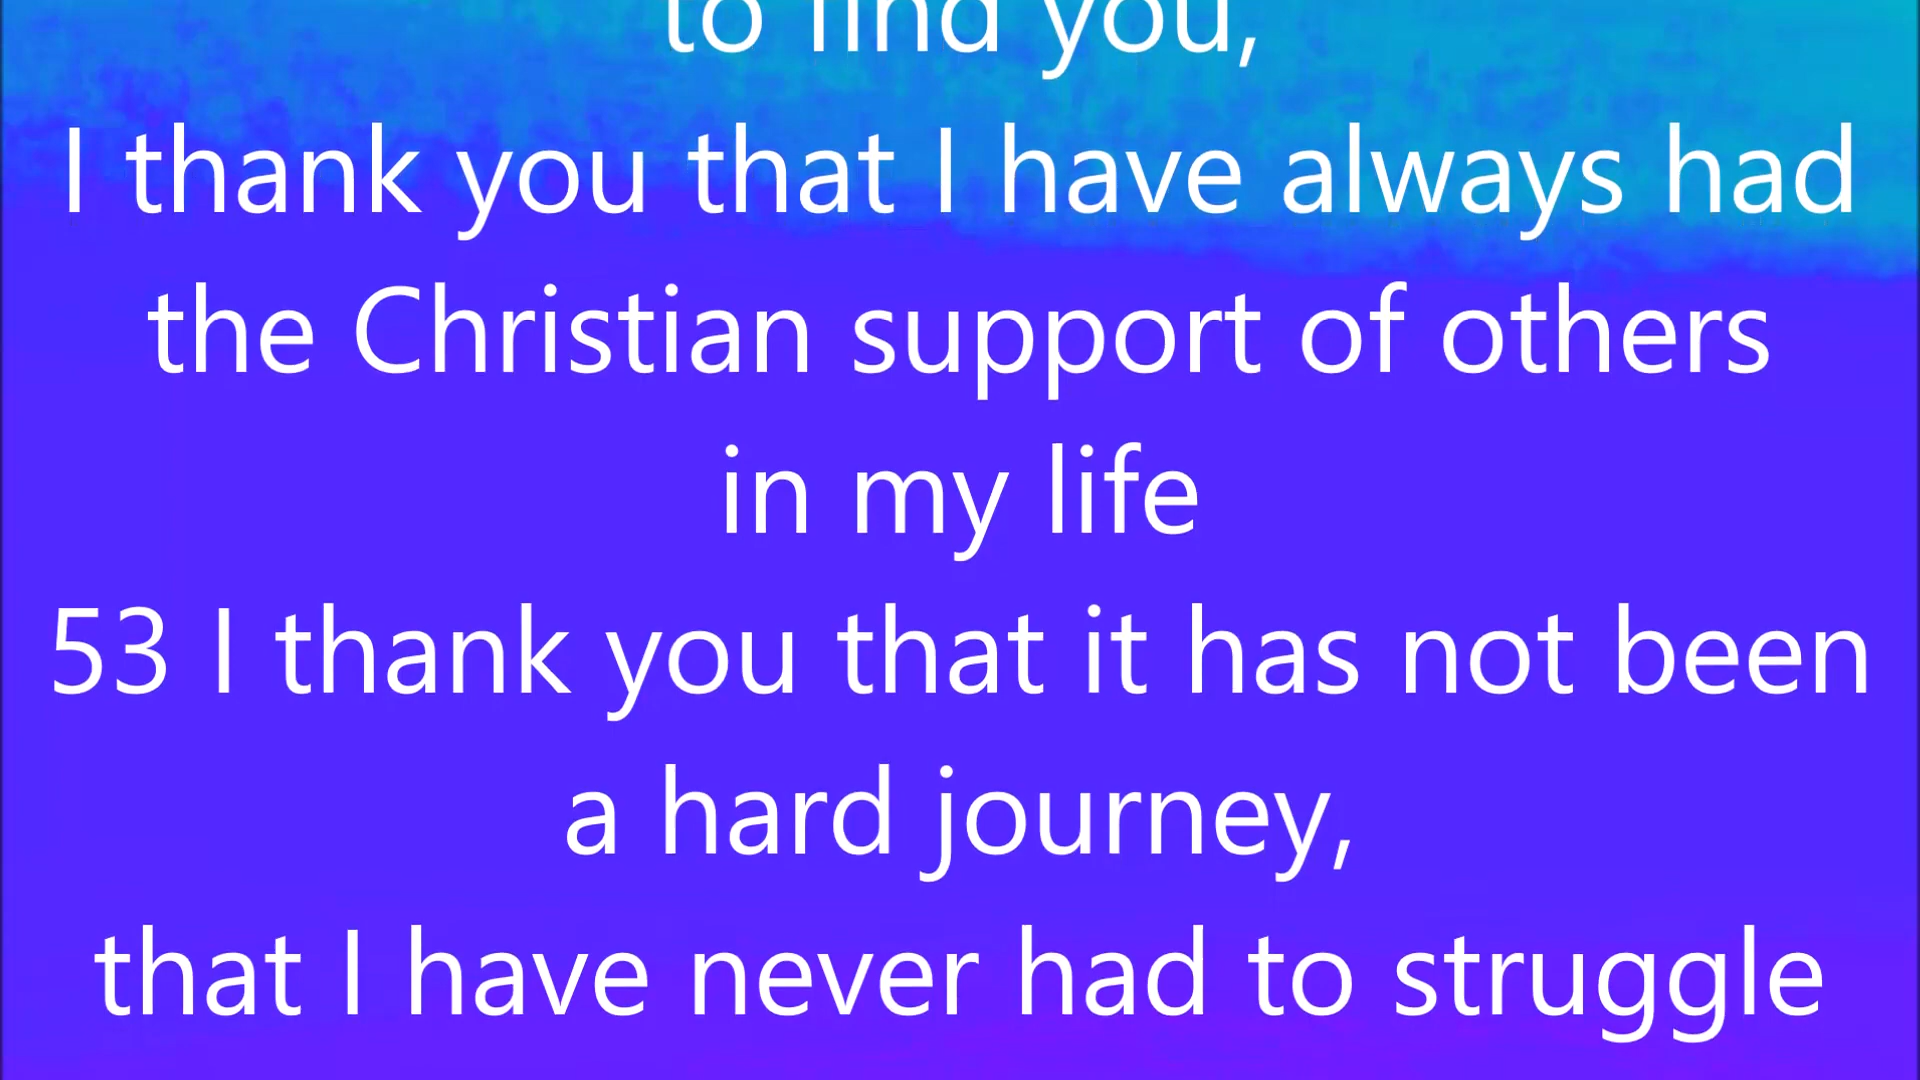 to find you,
I thank you that I have always had
the Christian support of others
in my life
53 I thank you that it has not been
a hard journey,
that I have never had to struggle